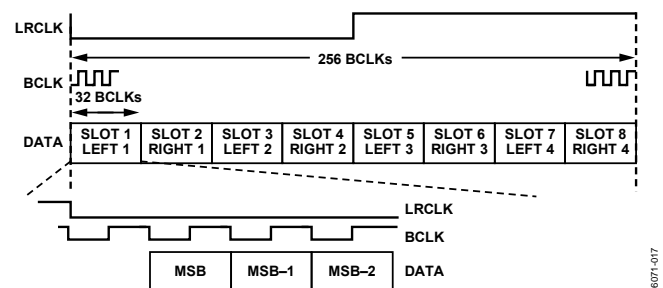 LRCLK
256 BCLKs
BCLK
32 BCLKs
DATA
SLOT 1 LEFT 1
SLOT 2 RIGHT 1
SLOT 3 LEFT 2
SLOT 4 RIGHT 2
SLOT 5 LEFT 3
SLOT 6 RIGHT 3
SLOT 7 LEFT 4
SLOT 8 RIGHT 4
LRCLK
BCLK
MSB
MSB–1
MSB–2
DATA
6071-017